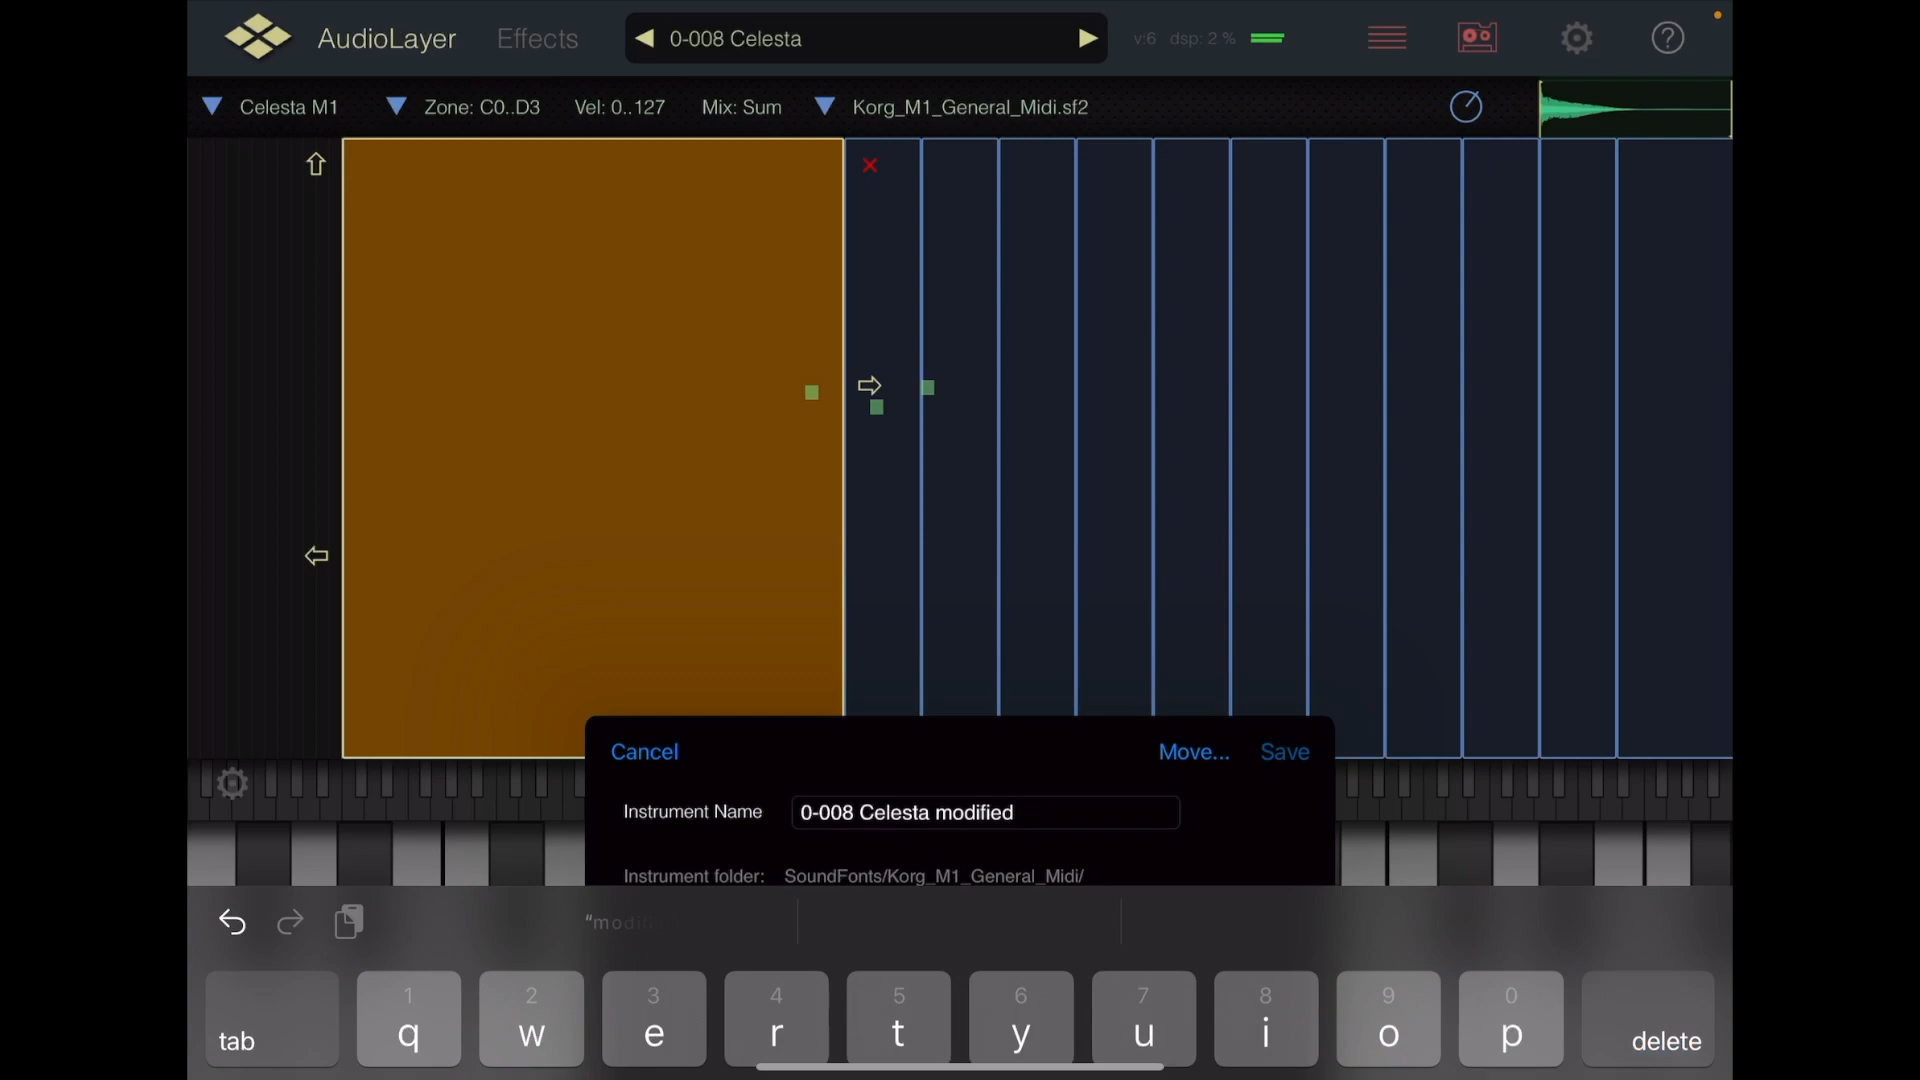 AudioLayer Effects 0-008 Celesta v:6 dsp: 2 %
Celesta M1 Zone: C0..D3 Vel: 0..127 Mix: Sum Korg_M1_General_Midi.sf2
Cancel Move... Save
Instrument Name 0-008 Celesta modified
Instrument folder: SoundFonts/Korg_M1_General_Midi/
1 2 3 4 5 6 7 8 9 0
tab q w e r t y u i o p delete